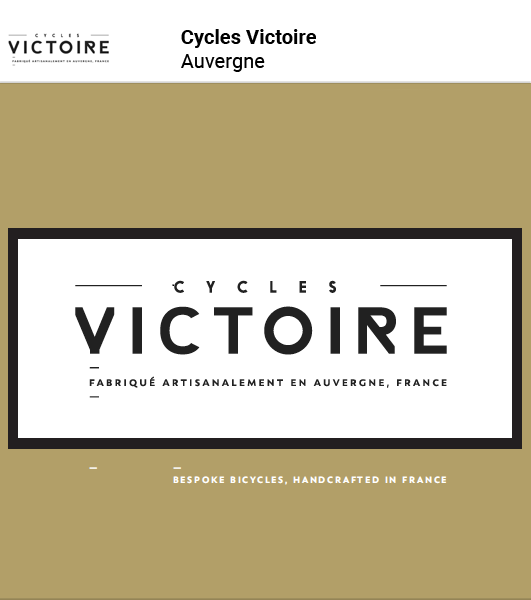 CYCLES
VICTOIRE
FABRIQUÉ ARTISANALEMENT EN AUVERGNE, FRANCE
Cycles Victoire
Auvergne
CYCLES
VICTOIRE
FABRIQUÉ ARTISANALEMENT EN AUVERGNE, FRANCE
BESPOKE BICYCLES, HANDCRAFTED IN FRANCE